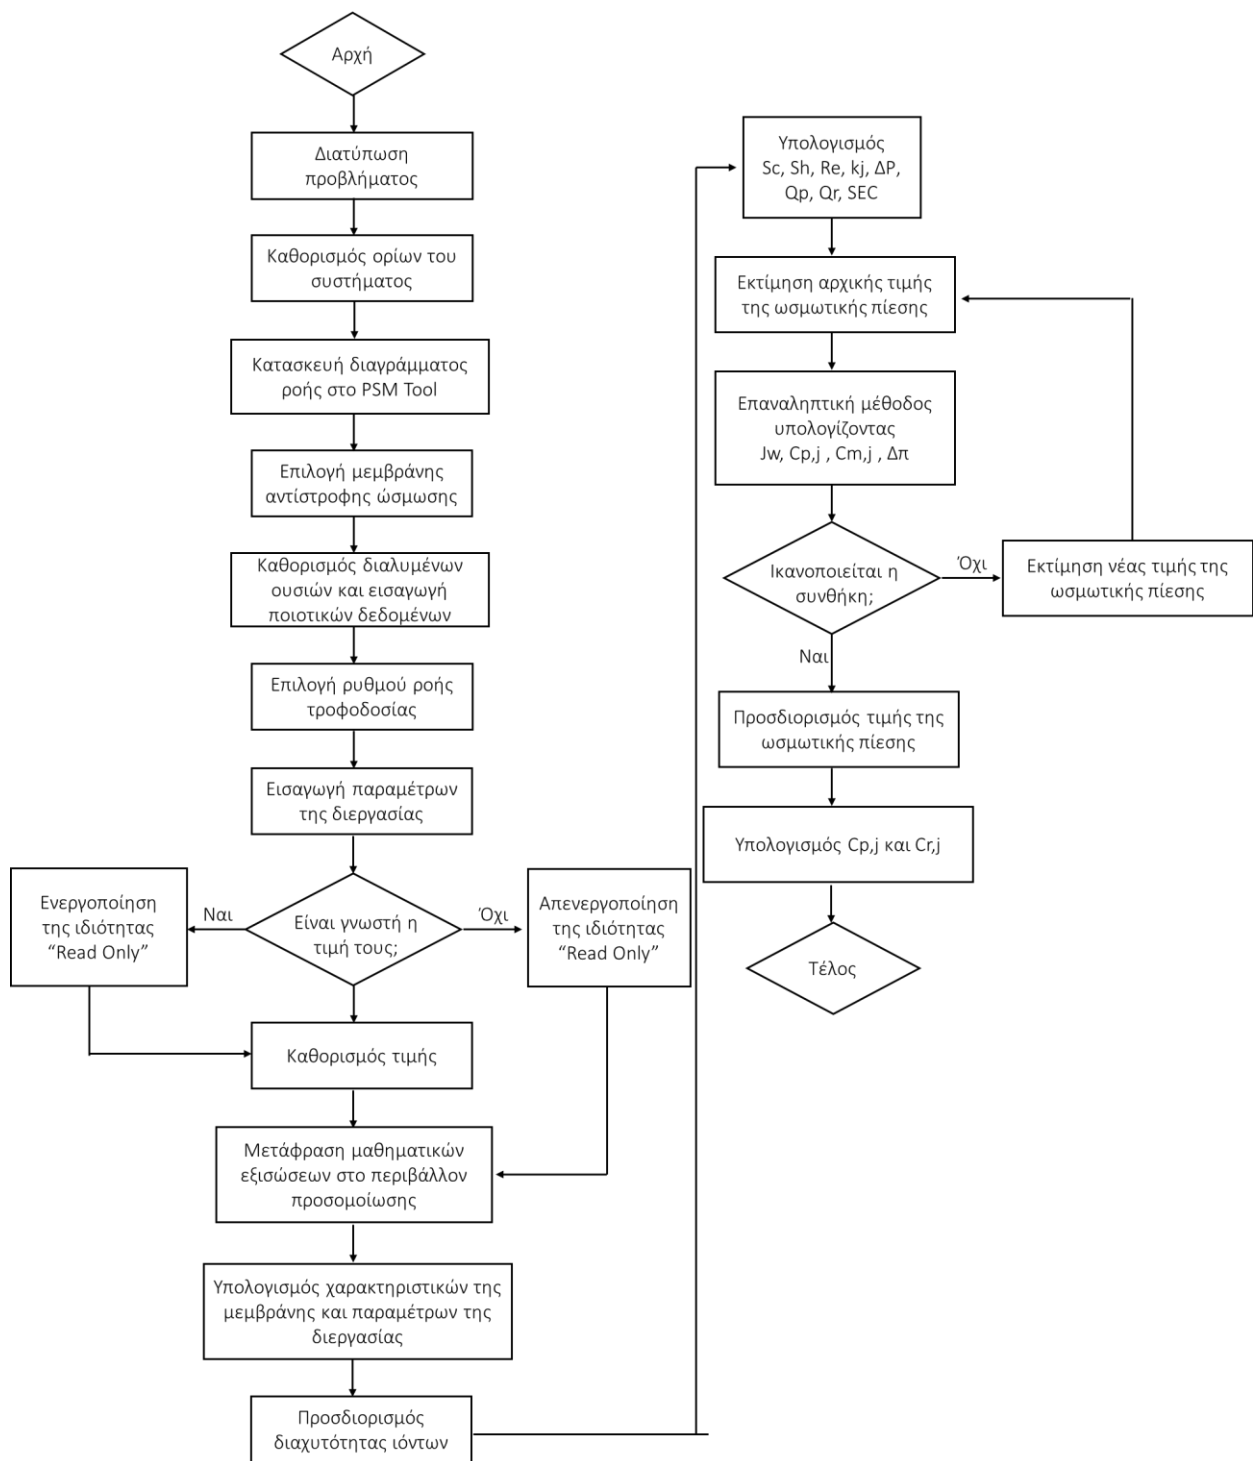 Αρχή
Διατύπωση
προβλήματος
Καθορισμός ορίων του
συστήματος
Κατασκευή διαγράμματος
ροής στο PSM Tool
Επιλογή μεμβράνης
αντίστροφης ώσμωσης
Καθορισμός διαλυμένων
ουσιών και εισαγωγή
ποιοτικών δεδομένων
Επιλογή ρυθμού ροής
τροφοδοσίας
Εισαγωγή παραμέτρων
της διεργασίας
Είναι γνωστή η
τιμή τους;
Ναι
Ενεργοποίηση
της ιδιότητας
“Read Only”
Όχι
Απενεργοποίηση
της ιδιότητας
“Read Only”
Καθορισμός τιμής
Μετάφραση μαθηματικών
εξισώσεων στο περιβάλλον
προσομοίωσης
Υπολογισμός χαρακτηριστικών της
μεμβράνης και παραμέτρων της
διεργασίας
Προσδιορισμός
διαχυτότητας ιόντων
Υπολογισμός
Sc, Sh, Re, kj, ΔP,
Qp, Qr, SEC
Εκτίμηση αρχικής τιμής
της ωσμωτικής πίεσης
Επαναληπτική μέθοδος
υπολογίζοντας
Jw, Cp,j , Cm,j , Δπ
Ικανοποιείται η
συνθήκη;
Όχι
Εκτίμηση νέας τιμής της
ωσμωτικής πίεσης
Ναι
Προσδιορισμός τιμής της
ωσμωτικής πίεσης
Υπολογισμός Cp,j και Cr,j
Τέλος